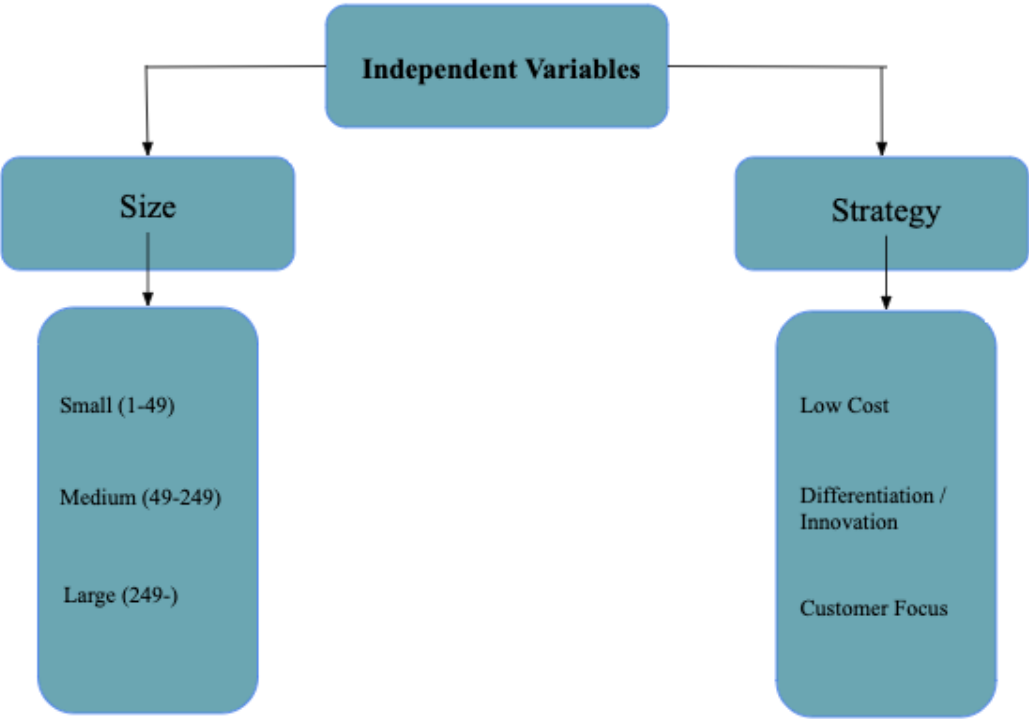 Independent Variables
Size
Strategy
Small (1-49)
Medium (49-249)
Large (249-)
Low Cost
Differentiation /
Innovation
Customer Focus